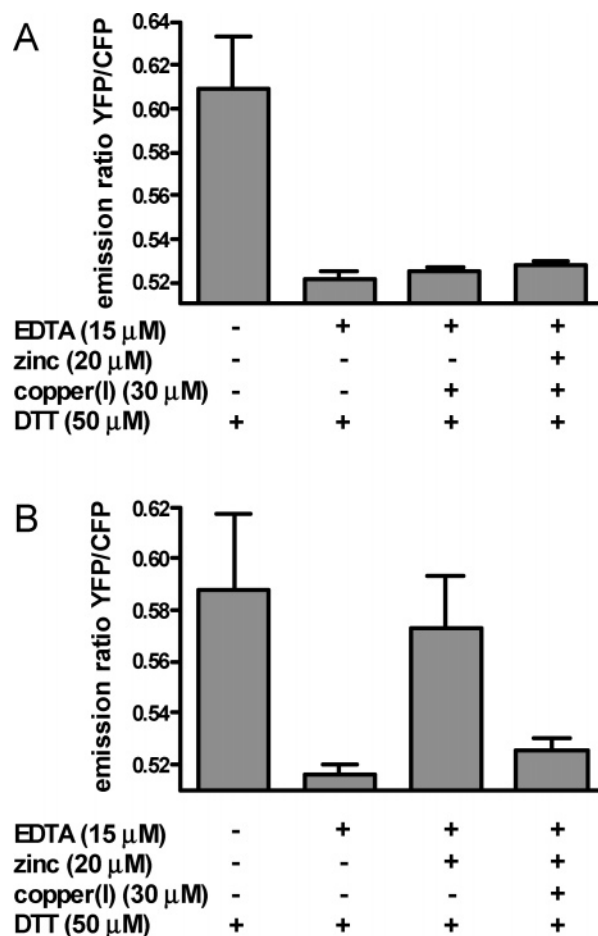 A
emission ratio YFP/CFP
0.64
0.62
0.60
0.58
0.56
0.54
0.52
EDTA (15 μM) - + + +
zinc (20 μM) - - - +
copper(I) (30 μM) - - + +
DTT (50 μM) + + + +
B
emission ratio YFP/CFP
0.62
0.60
0.58
0.56
0.54
0.52
EDTA (15 μM) - + + +
zinc (20 μM) - - + +
copper(I) (30 μM) - - - +
DTT (50 μM) + + + +